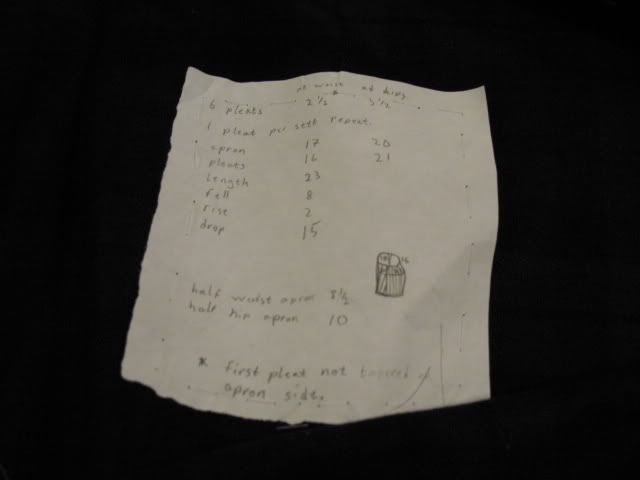 at waist at hips
6 pleats 2 1/2 * 3 1/2
1 pleat per sett repeat.
apron 17 20
pleats 16 21
length 23
fell 8
rise 2
drop 15
half waist apron 8 1/2
half hip apron 10
* first pleat not tapered
apron side.